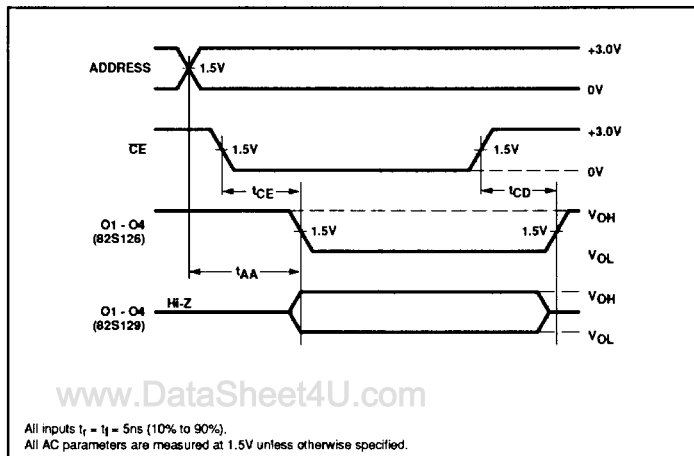 ADDRESS
1.5V
+3.0V
0V
CE
1.5V
1.5V
+3.0V
0V
tCE
tCD
O1 - O4
(82S126)
1.5V
1.5V
VOH
VOL
tAA
O1 - O4
(82S129)
Hi-Z
VOH
VOL
www.DataSheet4U.com
All inputs tr = tf = 5ns (10% to 90%).
All AC parameters are measured at 1.5V unless otherwise specified.